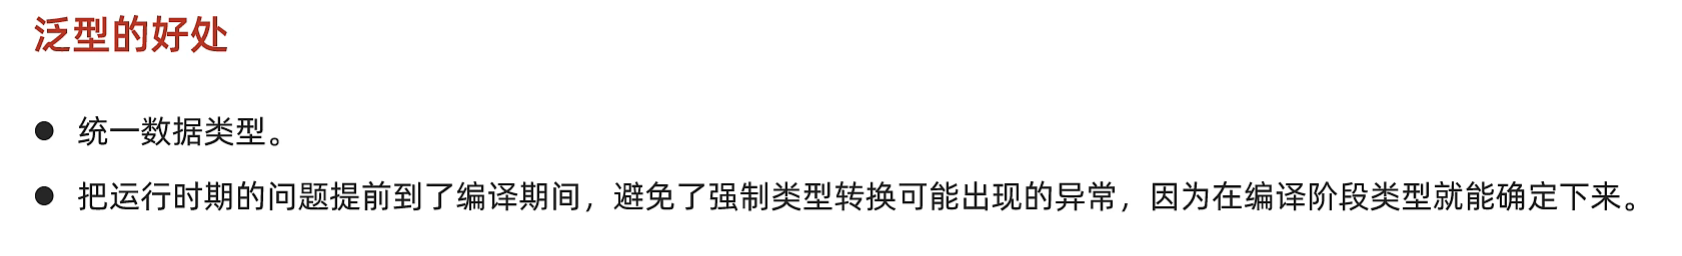 泛型的好处
● 统一数据类型。
● 把运行时期的问题提前到了编译期间，避免了强制类型转换可能出现的异常，因为在编译阶段类型就能确定下来。